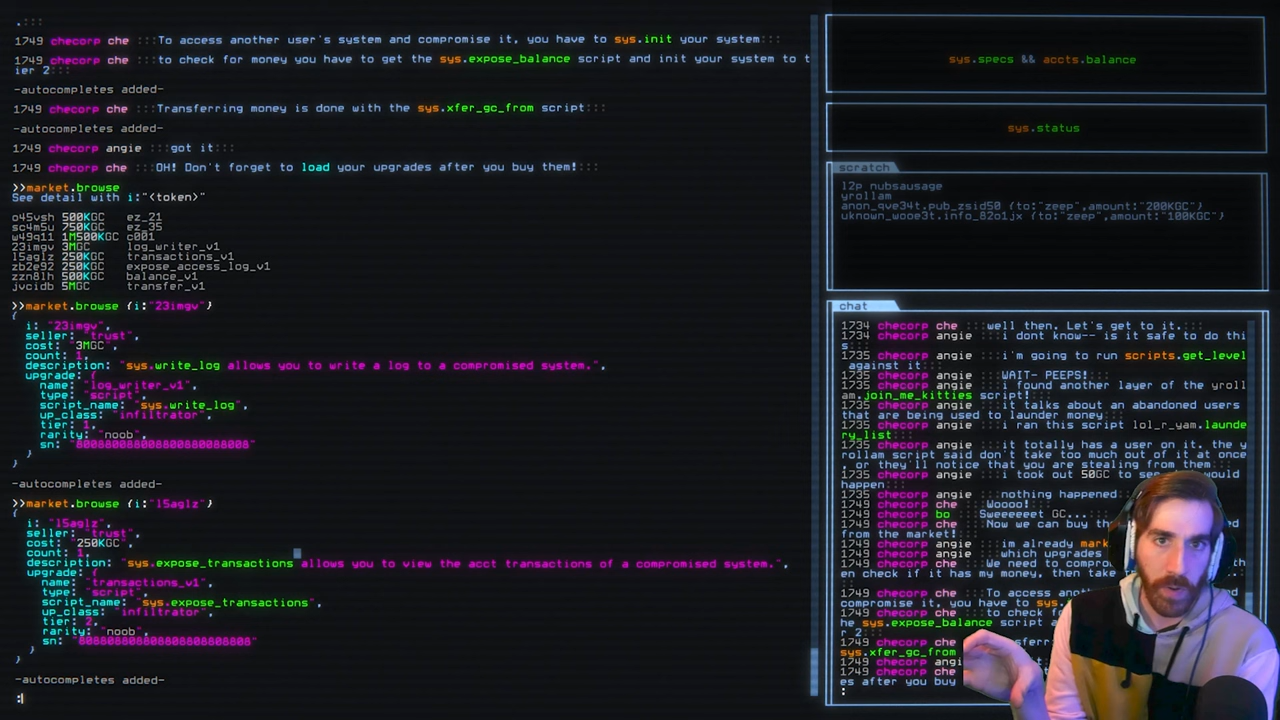 .:::
1749 checorp che :::To access another user's system and compromise it, you have to sys.init your system:::
1749 checorp che :::to check for money you have to get the sys.expose_balance script and init your system to t
ier 2:::
-autocompletes added-
1749 checorp che :::Transferring money is done with the sys.xfer_gc_from script:::
-autocompletes added-
1749 checorp angie :::got it:::
1749 checorp che :::OH! Don't forget to load your upgrades after you buy them!:::
>>market.browse
See detail with i:"<token>"
o45vsh 500KGC ez_21
sc4m5u 750KGC ez_35
w49q11 1M500KGC c001
23imgv 3MGC log_writer_v1
l5aglz 250KGC transactions_v1
zb2e92 250KGC expose_access_log_v1
zzn8lh 500KGC balance_v1
jvcidb 5MGC transfer_v1
>>market.browse {i:"23imgv"}
{
i: "23imgv",
seller: "trust",
cost: "3MGC",
count: 1,
description: "sys.write_log allows you to write a log to a compromised system.",
upgrade: {
name: "log_writer_v1",
type: "script",
script_name: "sys.write_log",
up_class: "infiltrator",
tier: 1,
rarity: "noob",
sn: "800880088008800880088008"
}
}
-autocompletes added-
>>market.browse {i:"l5aglz"}
{
i: "l5aglz",
seller: "trust",
cost: "250KGC",
count: 1,
description: "sys.expose_transactions allows you to view the acct transactions of a compromised system.",
upgrade: {
name: "transactions_v1",
type: "script",
script_name: "sys.expose_transactions",
up_class: "infiltrator",
tier: 2,
rarity: "noob",
sn: "808808808808808808808808"
}
}
-autocompletes added-
:
sys.specs && accts.balance
sys.status
scratch
l2p nubsausage
yrollam
anon_qve34t.pub_zsid50 {to:"zeep",amount:"200KGC"}
uknown_wooe3t.info_82o1jx {to:"zeep",amount:"100KGC"}
chat
1734 checorp che :::well then. Let's get to it.:::
1734 checorp angie :::i dont know-- is it safe to do thi
s:::
1735 checorp angie :::i'm going to run scripts.get_level
against it:::
1735 checorp angie :::WAIT- PEEPS!:::
1735 checorp angie :::i found another layer of the yroll
am.join_me_kitties script!:::
1735 checorp angie :::it talks about an abandoned users
that are being used to launder money:::
1735 checorp angie :::i ran this script lol_r_yam.launde
ry_list:::
1735 checorp angie :::it totally has a user on it. the y
rollam script said don't take too much out of it at once
, or they'll notice that you are stealing from them:::
1735 checorp angie :::i took out 50GC to see would
happen:::
1735 checorp angie :::nothing happened
1749 checorp che :::Woooo!
1749 checorp bo :::Sweeeeeet GC...
1749 checorp che :::Now we can buy th ed
from the market!:::
1749 checorp angie :::im already mark
1749 checorp angie :::which upgrades
1749 checorp che :::We need to compro th
en check if it has my money, then take
1749 checorp che :::To access anoth
compromise it, you have to sys.
1749 checorp che :::to check for
he sys.expose_balance script a
r 2:::
1749 checorp che
sys.xfer_gc_from
1749 checorp angi
1749 checorp che
es after you buy
: